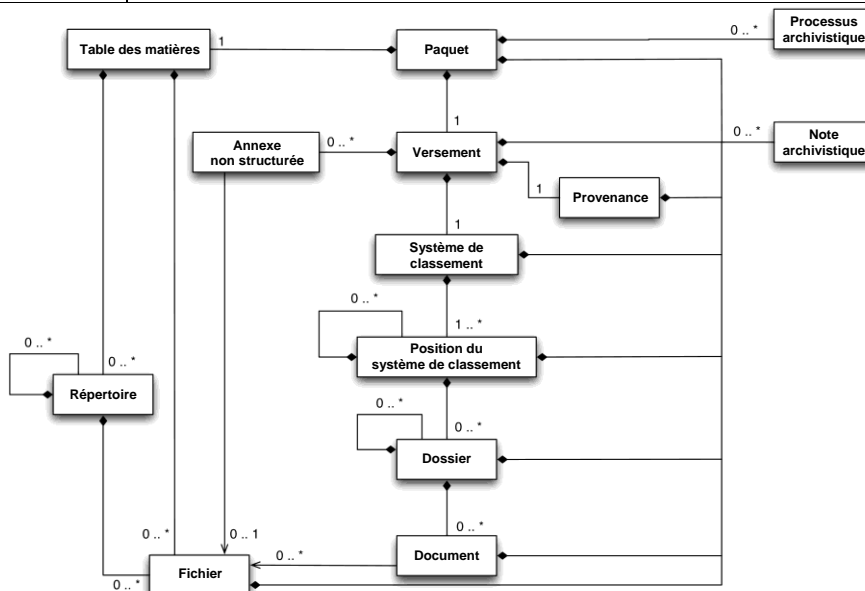 Processus
archivistique
0 .. *
Table des matières
1
Paquet
1
0 .. *
Note
archivistique
Annexe
non structurée
0 .. *
Versement
1
Provenance
1
Système de
classement
0 .. *
1 .. *
Position du
système de classement
0 .. *
0 .. *
Répertoire
0 .. *
0 .. *
Dossier
0 .. *
0 .. *
0 .. 1
0 .. *
Document
Fichier
0 .. *